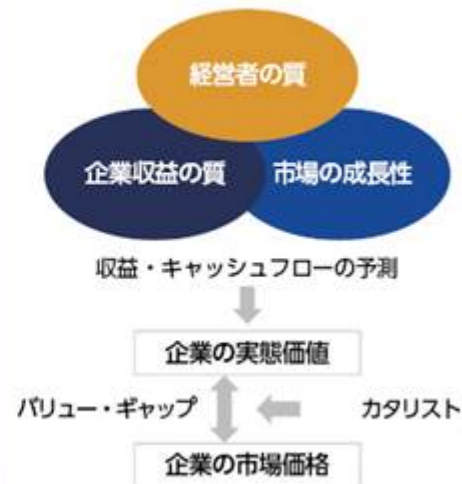 経営者の質
企業収益の質
市場の成長性
収益・キャッシュフローの予測
企業の実態価値
バリュー・ギャップ
カタリスト
企業の市場価格